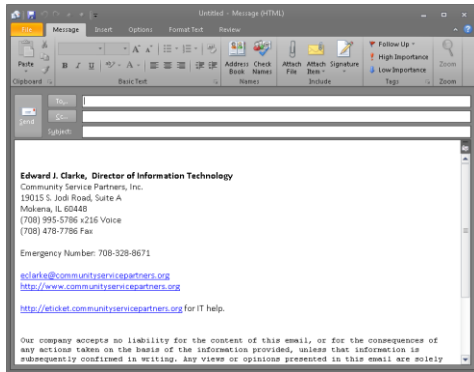 Untitled - Message (HTML)
File Message Insert Options Format Text Review
Paste
Clipboard
B I U
Basic Text
Address Book
Check Names
Names
Attach File
Attach Item
Signature
Include
Follow Up
High Importance
Low Importance
Tags
Zoom
Zoom
Send
To...
Cc...
Subject:
Edward J. Clarke, Director of Information Technology
Community Service Partners, Inc.
19015 S. Jodi Road, Suite A
Mokena, IL 60448
(708) 995-5786 x216 Voice
(708) 478-7786 Fax
Emergency Number: 708-328-8671
eclarke@communityservicepartners.org
http://www.communityservicepartners.org
http://eticket.communityservicepartners.org for IT help.
Our company accepts no liability for the content of this email, or for the consequences of
any actions taken on the basis of the information provided, unless that information is
subsequently confirmed in writing. Any views or opinions presented in this email are solely